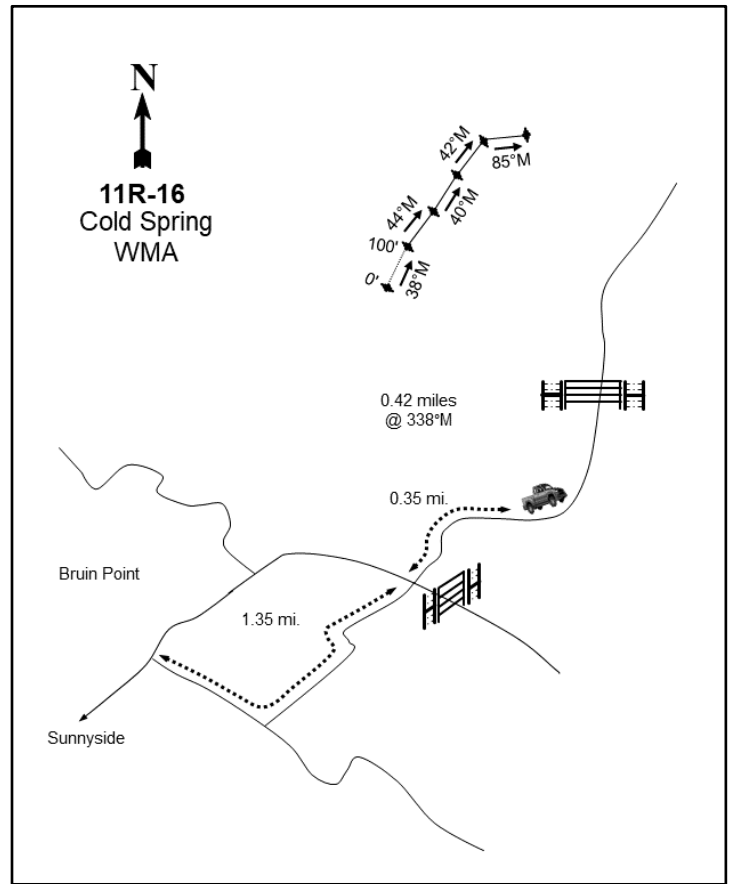 N
11R-16
Cold Spring
WMA
42°M
85°M
44°M
40°M
100'
0'
38°M
0.42 miles
@ 338°M
0.35 mi.
Bruin Point
1.35 mi.
Sunnyside